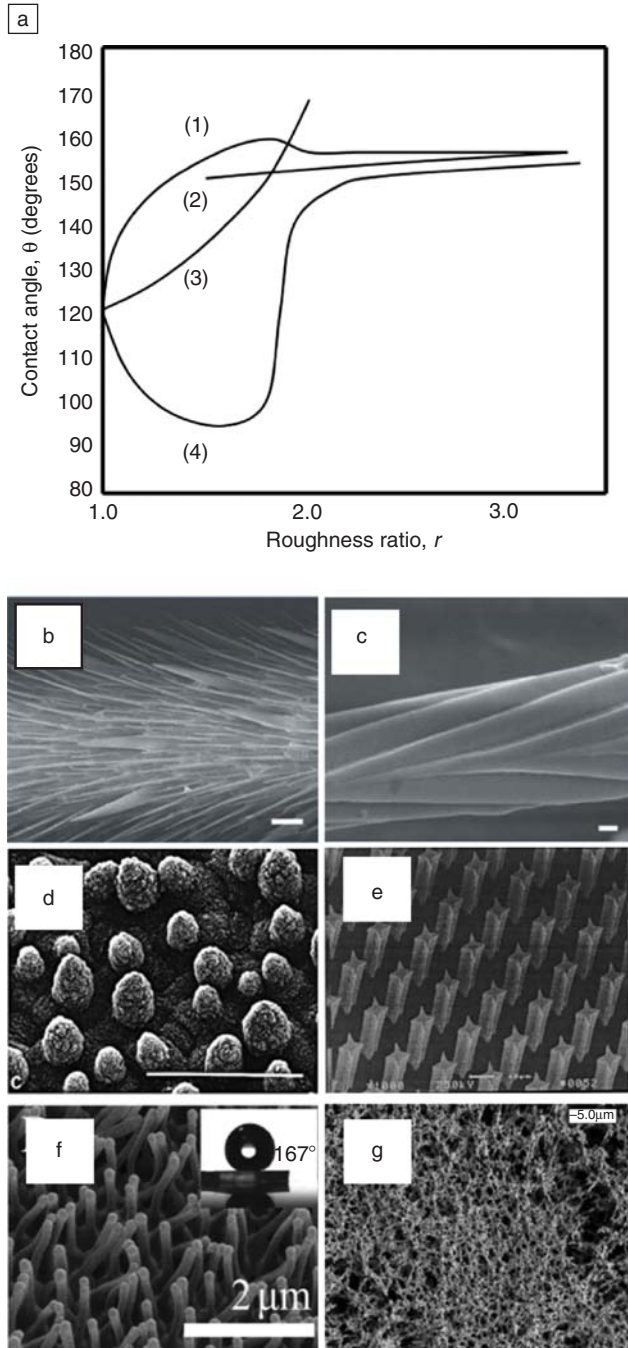 a
180
170
160
150
140
130
120
110
100
90
80
Contact angle, θ (degrees)
(1)
(2)
(3)
(4)
1.0 2.0 3.0
Roughness ratio, r
b
c
d
c
e
f
167°
2 μm
g
5.0μm